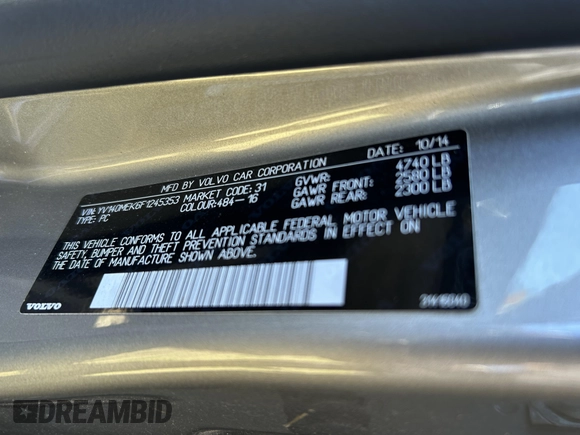 MFD BY VOLVO CAR CORPORATION DATE: 10/14
VIN: YV140MEK6F1245353 MARKET CODE: 31 GVWR: 4740 LB
TYPE: PC COLOUR:484-16 GAWR FRONT: 2580 LB
GAWR REAR: 2300 LB
THIS VEHICLE CONFORMS TO ALL APPLICABLE FEDERAL MOTOR VEHICLE
SAFETY, BUMPER AND THEFT PREVENTION STANDARDS IN EFFECT ON
THE DATE OF MANUFACTURE SHOWN ABOVE.
VOLVO
DREAMBID